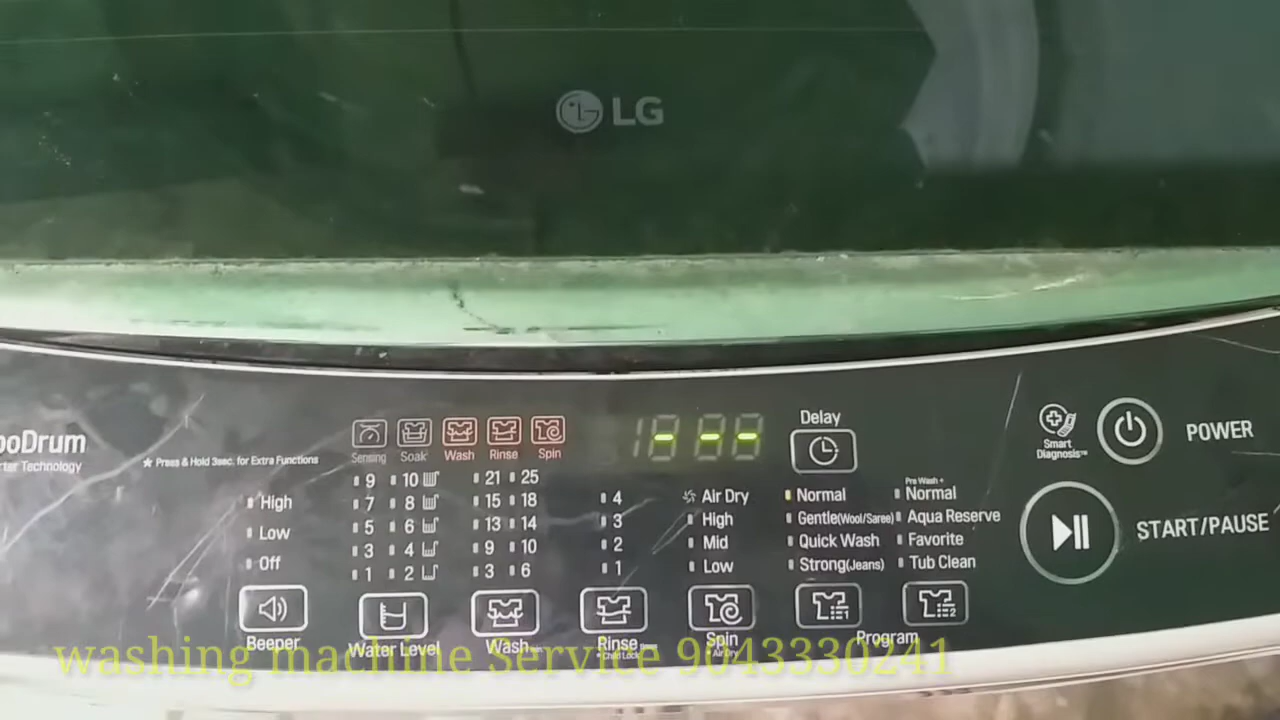 LG
ooDrum
rter Technology
* Press & Hold 3sec. for Extra Functions
Sensing Soak Wash Rinse Spin
---
Delay
Smart
Diagnosis™
POWER
START/PAUSE
High
Low
Off
Beeper
9 10
7 8
5 6
3 4
1 2
Water Level
21 25
15 18
13 14
9 10
3 6
Wash
4
3
2
1
Rinse
* Child Lock
Air Dry
High
Mid
Low
Spin
* Air Dry
Normal
Gentle(Wool/Saree)
Quick Wash
Strong(Jeans)
Pre Wash +
Normal
Aqua Reserve
Favorite
Tub Clean
Program
washing machine Service 9043330241